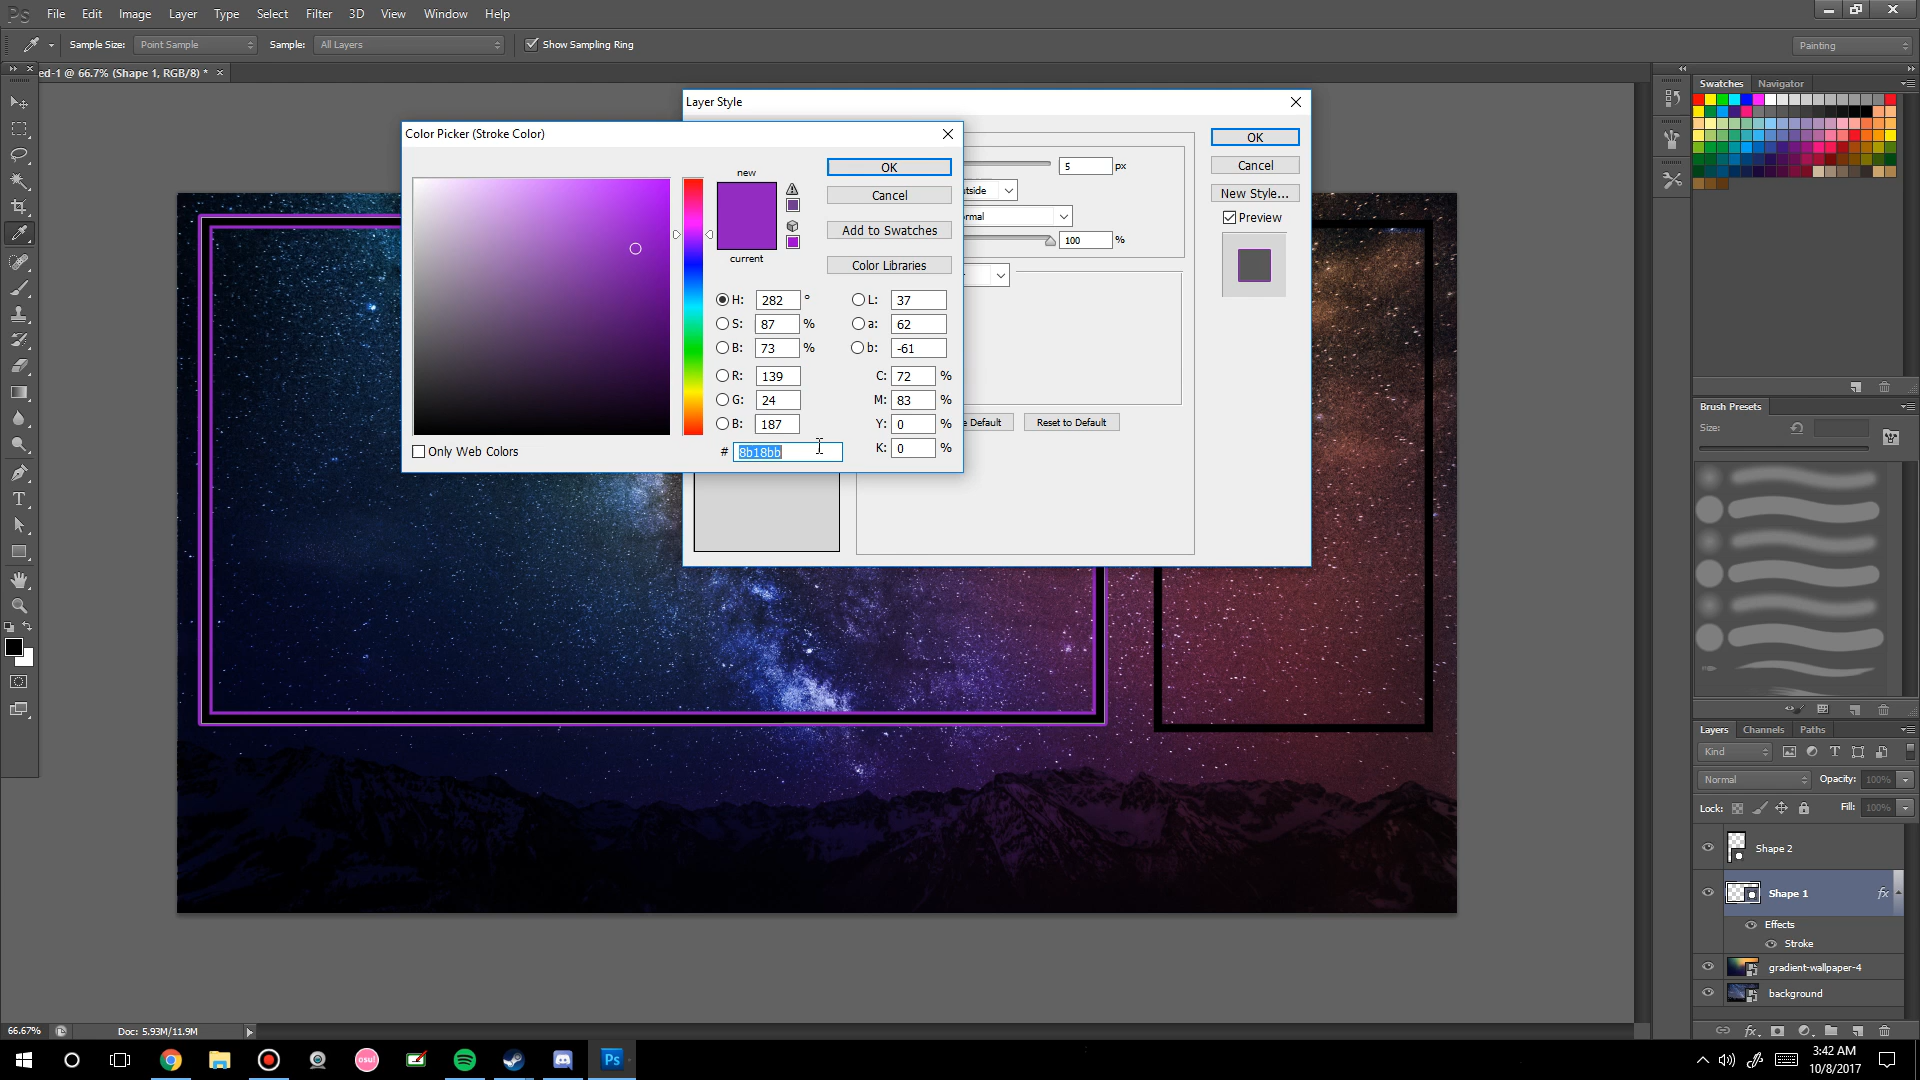 Ps File Edit Image Layer Type Select Filter 3D View Window Help
Sample Size: Point Sample Sample: All Layers Show Sampling Ring Painting
ed-1 @ 66.7% (Shape 1, RGB/8) * ×
Swatches Navigator
Layer Style
Color Picker (Stroke Color)
OK
Cancel
New Style...
Preview
5 px
tside
rmal
100 %
e Default
Reset to Default
new
current
OK
Cancel
Add to Swatches
Color Libraries
H: 282 ° L: 37
S: 87 % a: 62
B: 73 % b: -61
R: 139 C: 72 %
G: 24 M: 83 %
B: 187 Y: 0 %
# 8b18bb K: 0 %
Only Web Colors
Brush Presets
Size:
Layers Channels Paths
Kind
Normal Opacity: 100%
Lock: Fill: 100%
Shape 2
Shape 1 fx
Effects
Stroke
gradient-wallpaper-4
background
fx
66.67% Doc: 5.93M/11.9M
osu!
Ps
3:42 AM
10/8/2017